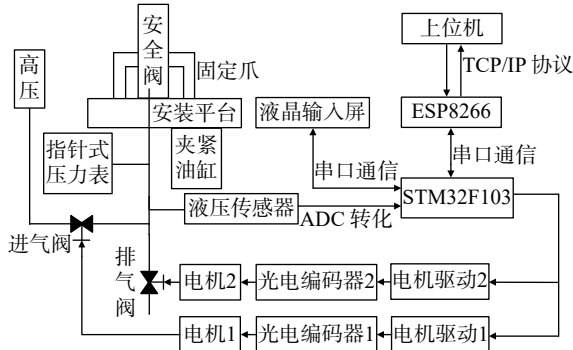 安
全
阀
高
压
固定爪
上位机
TCP/IP 协议
安装平台
液晶输入屏
ESP8266
指针式
压力表
夹紧
油缸
串口通信
串口通信
液压传感器
ADC 转化
STM32F103
进气阀
排
气
阀
电机2
光电编码器2
电机驱动2
电机1
光电编码器1
电机驱动1